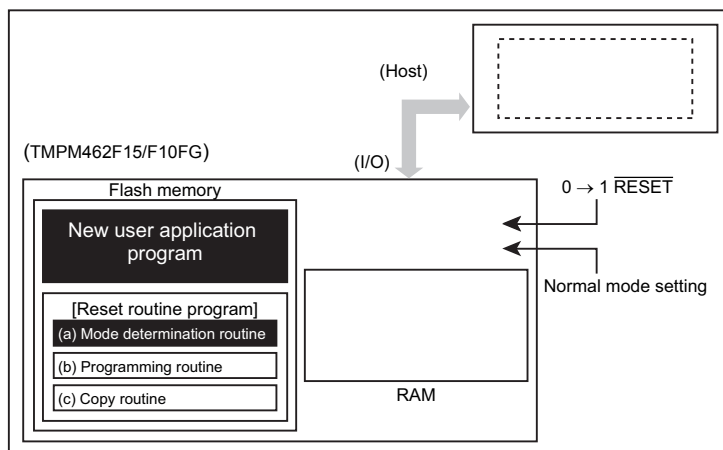 (Host)
(TMPM462F15/F10FG)
(I/O)
Flash memory
0 → 1 RESET
New user application
program
Normal mode setting
[Reset routine program]
(a) Mode determination routine
(b) Programming routine
(c) Copy routine
RAM